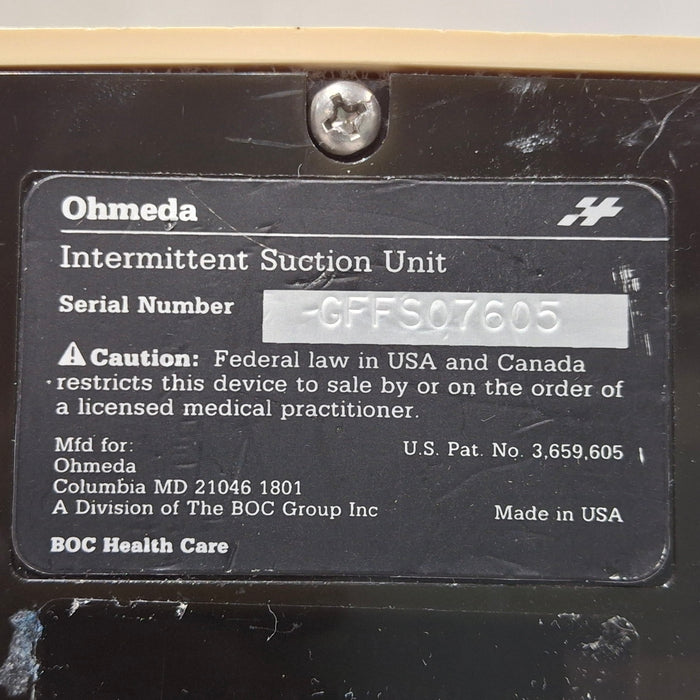 Ohmeda
Intermittent Suction Unit
Serial Number GFFS07605
⚠ Caution: Federal law in USA and Canada
restricts this device to sale by or on the order of
a licensed medical practitioner.
Mfd for:
Ohmeda
Columbia MD 21046 1801
A Division of The BOC Group Inc
U.S. Pat. No. 3,659,605
Made in USA
BOC Health Care